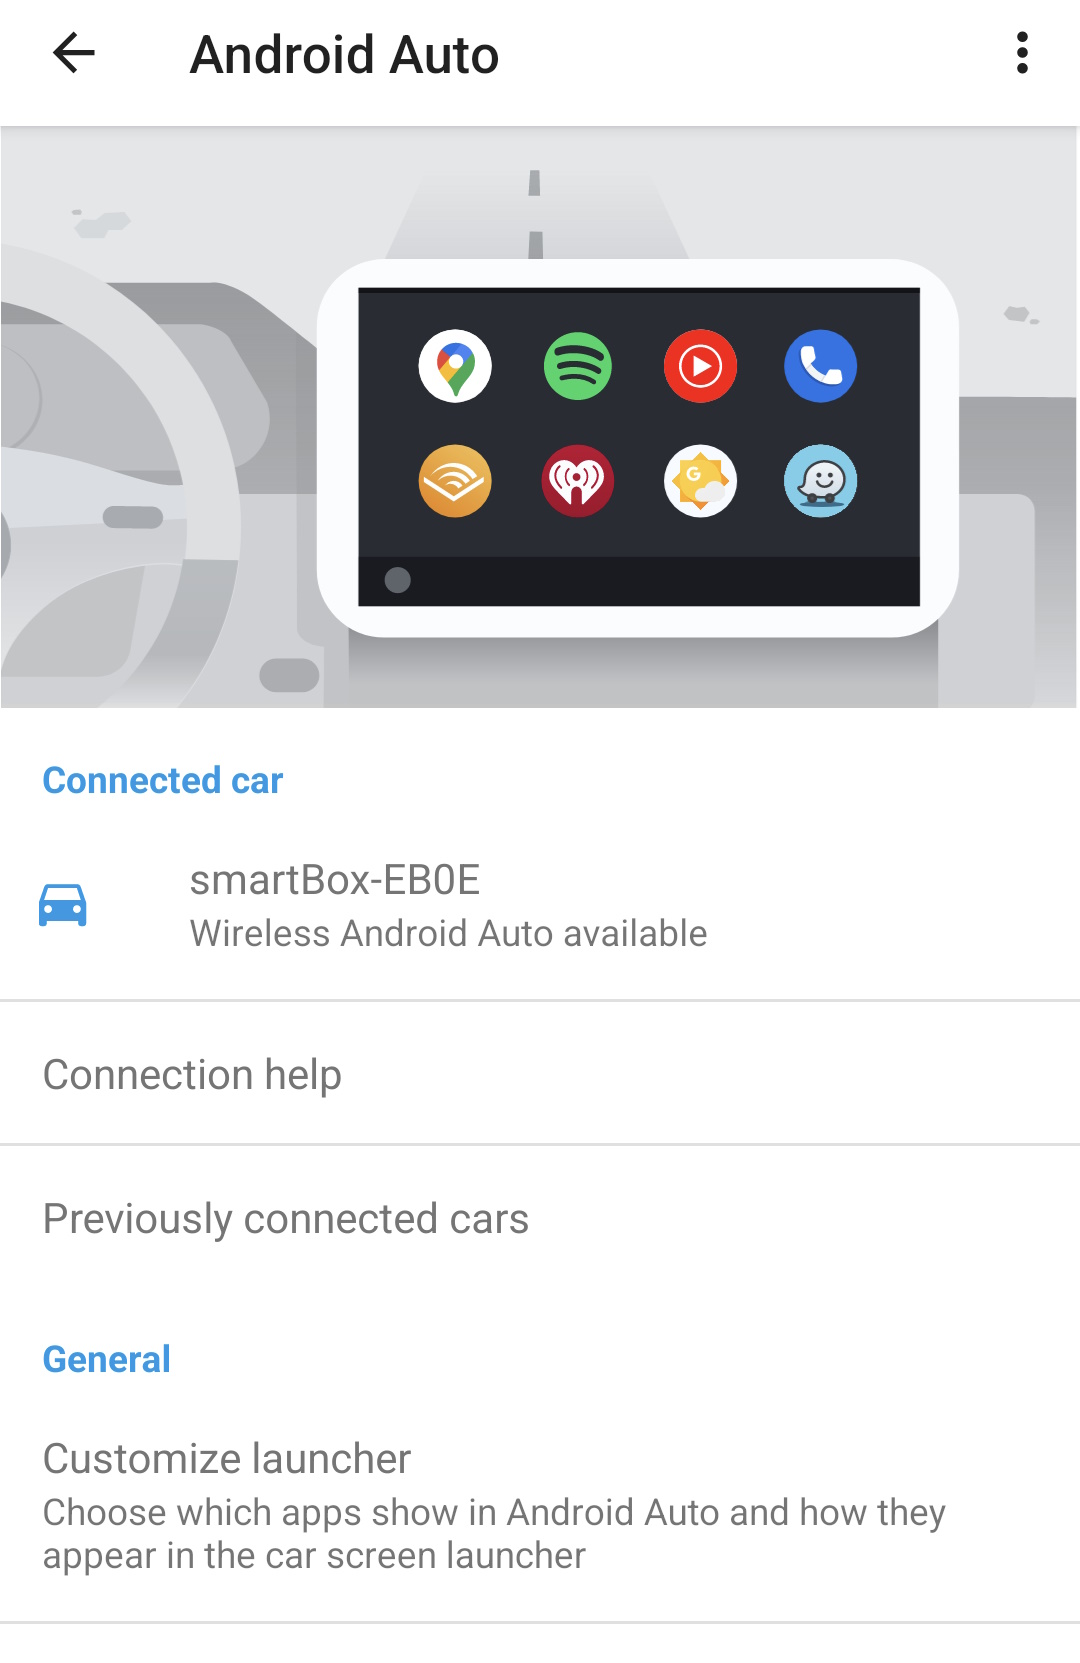 Android Auto
G
Connected car
smartBox-EB0E
Wireless Android Auto available
Connection help
Previously connected cars
General
Customize launcher
Choose which apps show in Android Auto and how they
appear in the car screen launcher